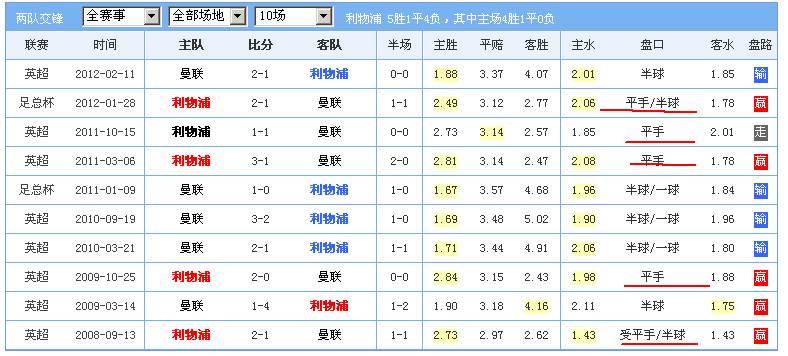 两队交锋 全赛事 全部场地 10场 利物浦 5胜1平4负，其中主场4胜1平0负
联赛 时间 主队 比分 客队 半场 主胜 平赔 客胜 主水 盘口 客水 盘路
英超 2012-02-11 曼联 2-1 利物浦 0-0 1.88 3.37 4.07 2.01 半球 1.85 输
足总杯 2012-01-28 利物浦 2-1 曼联 1-1 2.49 3.12 2.77 2.06 平手/半球 1.78 赢
英超 2011-10-15 利物浦 1-1 曼联 0-0 2.73 3.14 2.57 1.85 平手 2.01 走
英超 2011-03-06 利物浦 3-1 曼联 2-0 2.81 3.14 2.47 2.08 平手 1.78 赢
足总杯 2011-01-09 曼联 1-0 利物浦 1-0 1.67 3.57 4.68 1.96 半球/一球 1.84 输
英超 2010-09-19 曼联 3-2 利物浦 1-0 1.69 3.48 5.02 1.90 半球/一球 1.96 输
英超 2010-03-21 曼联 2-1 利物浦 1-1 1.71 3.44 4.91 2.06 半球/一球 1.80 输
英超 2009-10-25 利物浦 2-0 曼联 0-0 2.84 3.15 2.43 1.98 平手 1.88 赢
英超 2009-03-14 曼联 1-4 利物浦 1-2 1.90 3.18 4.16 2.11 半球 1.75 赢
英超 2008-09-13 利物浦 2-1 曼联 1-1 2.73 2.97 2.62 1.43 受平手/半球 1.43 赢